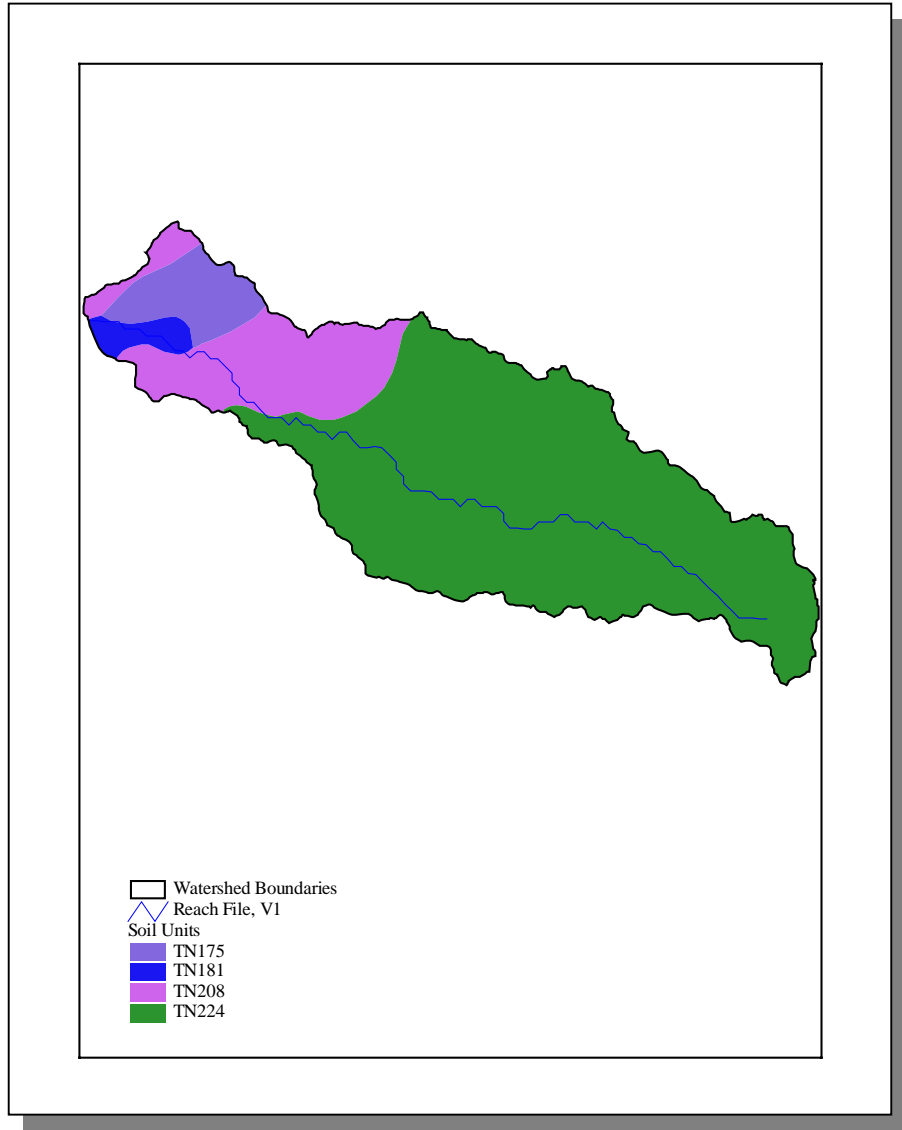 Watershed Boundaries
Reach File, V1
Soil Units
TN175
TN181
TN208
TN224